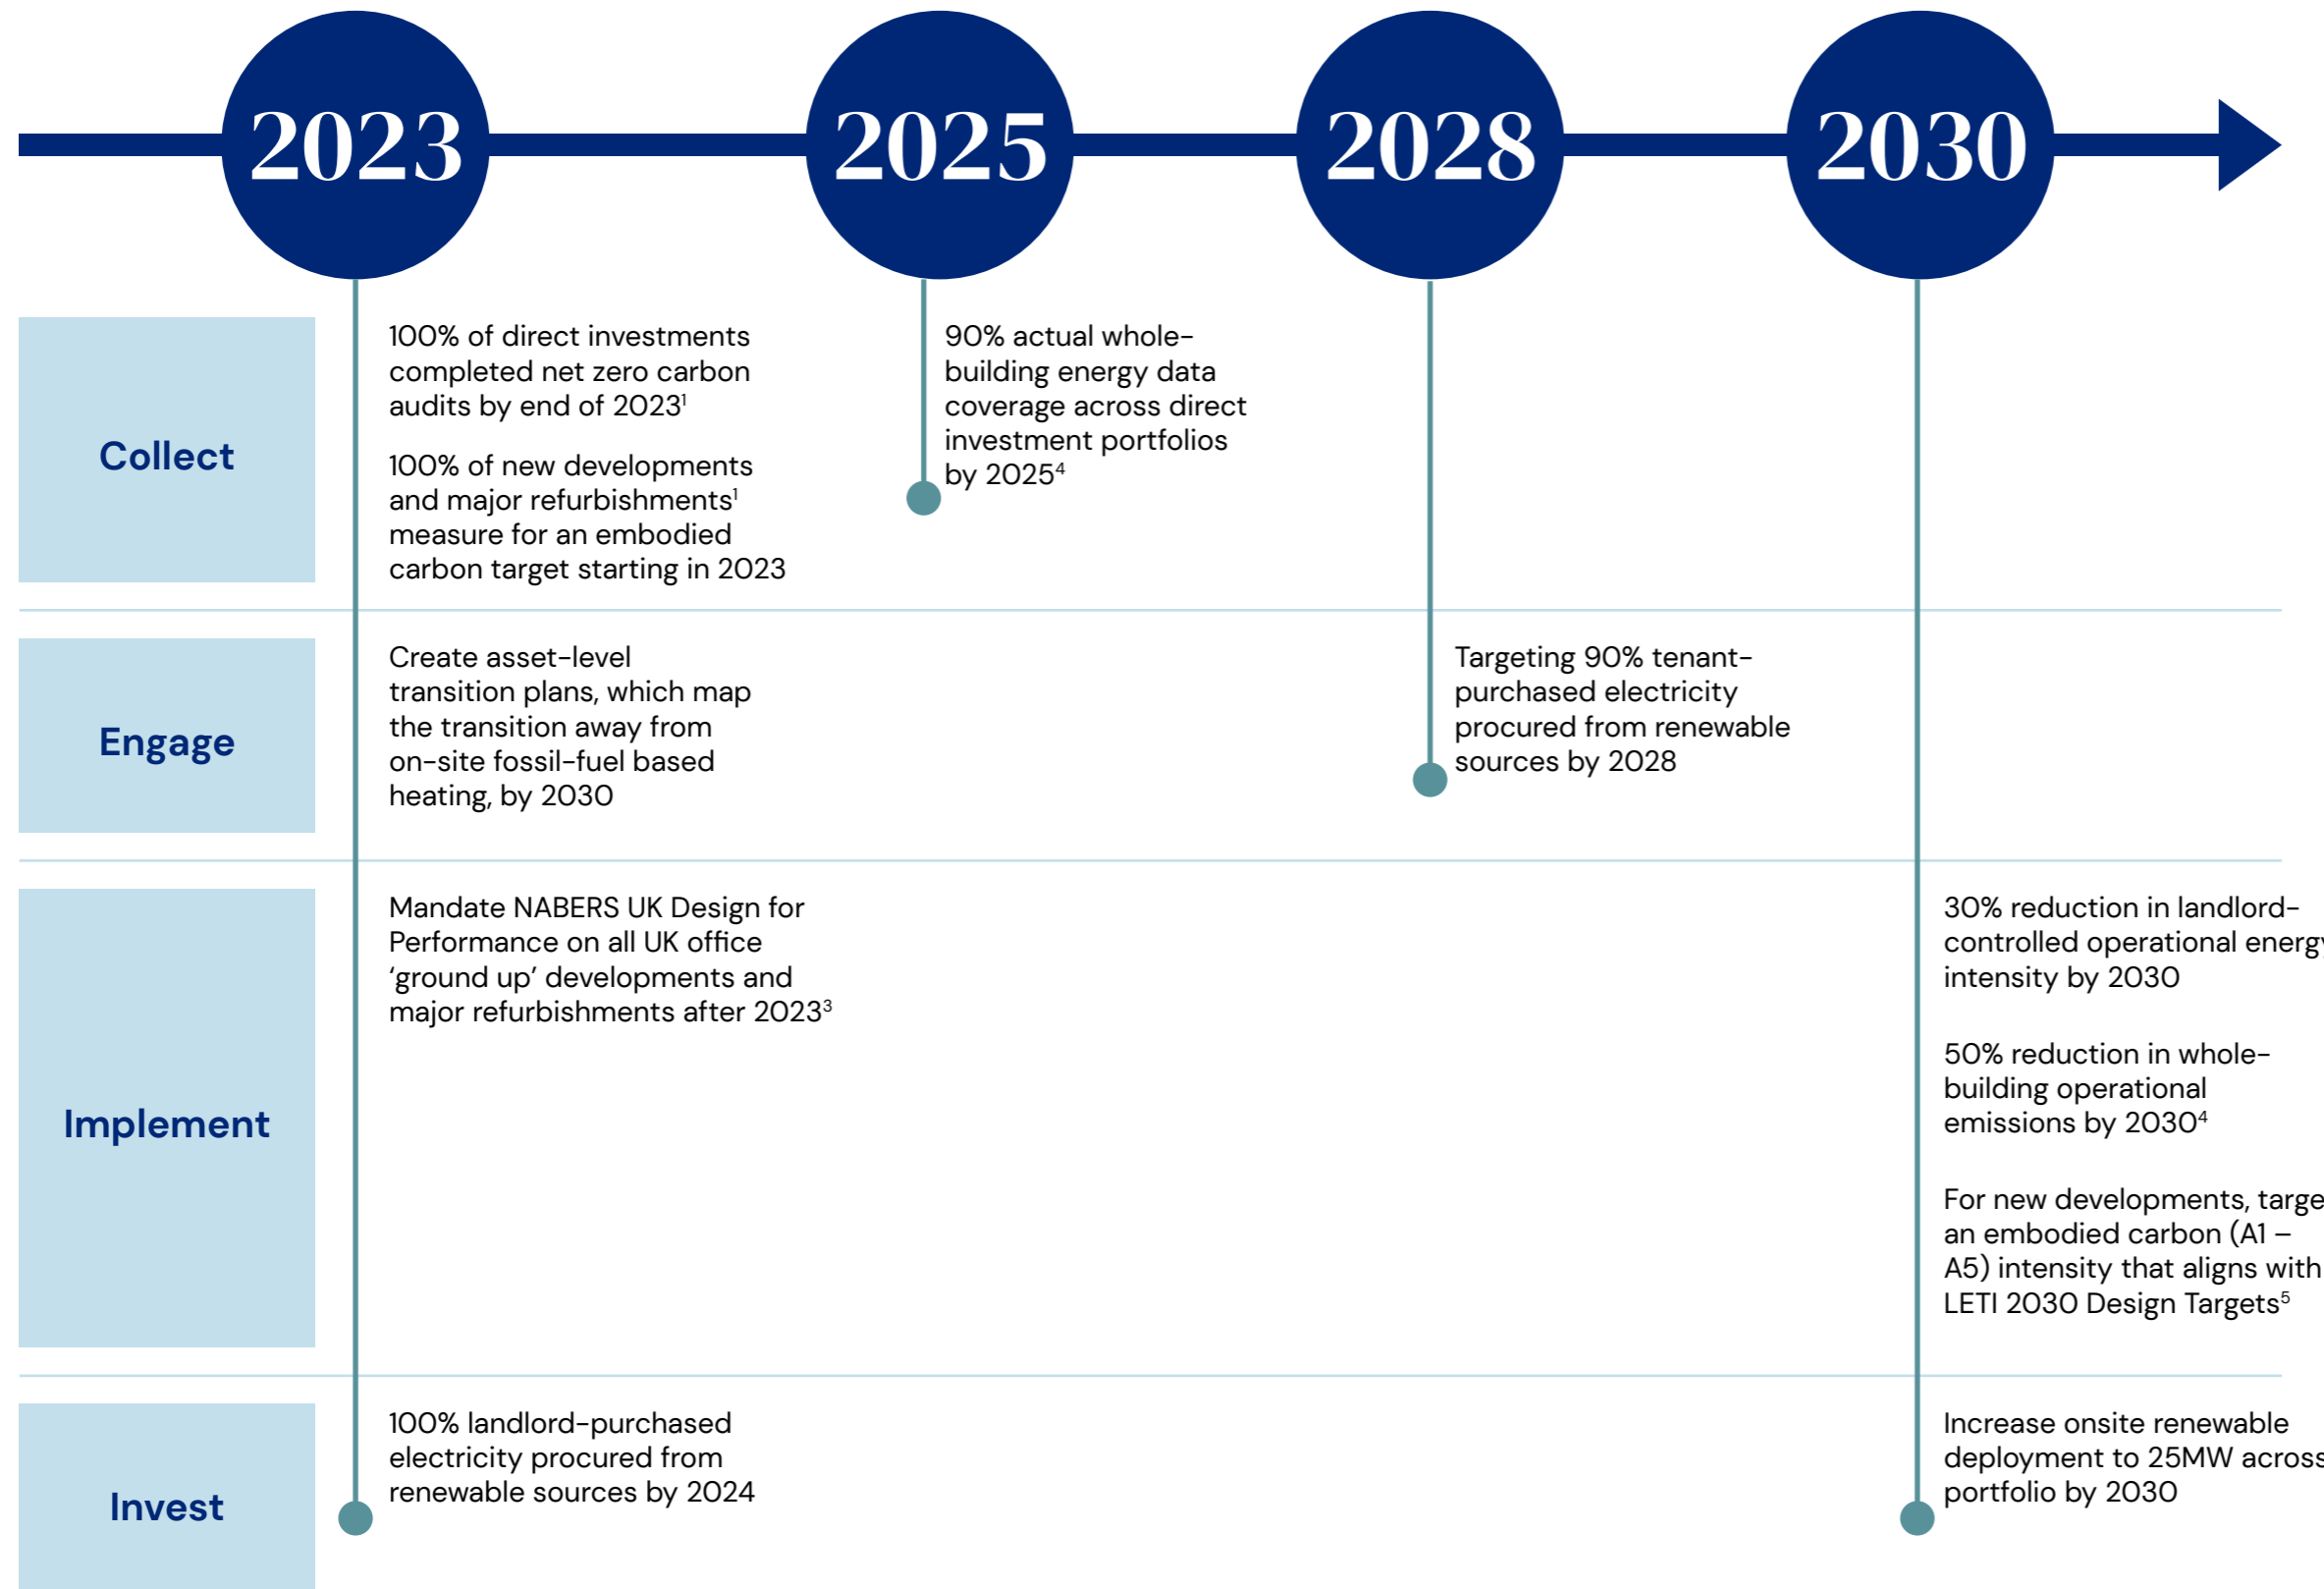 2023
2025
2028
2030
Collect
100% of direct investments
completed net zero carbon
audits by end of 2023¹
100% of new developments
and major refurbishments¹
measure for an embodied
carbon target starting in 2023
90% actual whole-
building energy data
coverage across direct
investment portfolios
by 2025⁴
Engage
Create asset-level
transition plans, which map
the transition away from
on-site fossil-fuel based
heating, by 2030
Targeting 90% tenant-
purchased electricity
procured from renewable
sources by 2028
Implement
Mandate NABERS UK Design for
Performance on all UK office
‘ground up’ developments and
major refurbishments after 2023³
30% reduction in landlord-
controlled operational energy
intensity by 2030
50% reduction in whole-
building operational
emissions by 2030⁴
For new developments, targe
an embodied carbon (A1 –
A5) intensity that aligns with
LETI 2030 Design Targets⁵
Invest
100% landlord-purchased
electricity procured from
renewable sources by 2024
Increase onsite renewable
deployment to 25MW across
portfolio by 2030